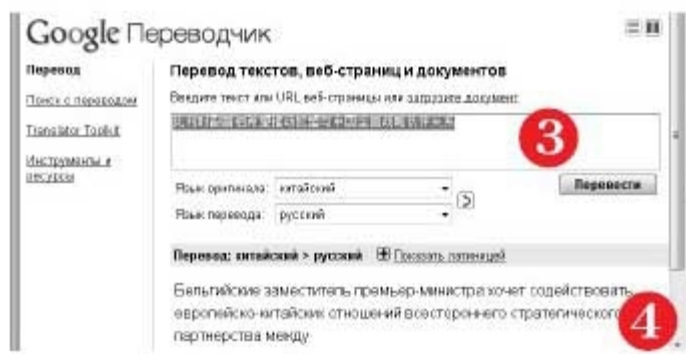 Google Переводчик
Перевод
Поиск с переводом
Translator Toolkit
Инструменты и
ресурсы
Перевод текстов, веб-страниц и документов
Введите текст или URL веб-страницы или загрузите документ
3
Язык оригинала: китайский
Язык перевода: русский
Перевести
Перевод: китайский > русский Показать латиницей
Бельгийские заместитель премьер-министра хочет содействовать
европейско-китайских отношений всестороннего стратегического
партнерства между
4